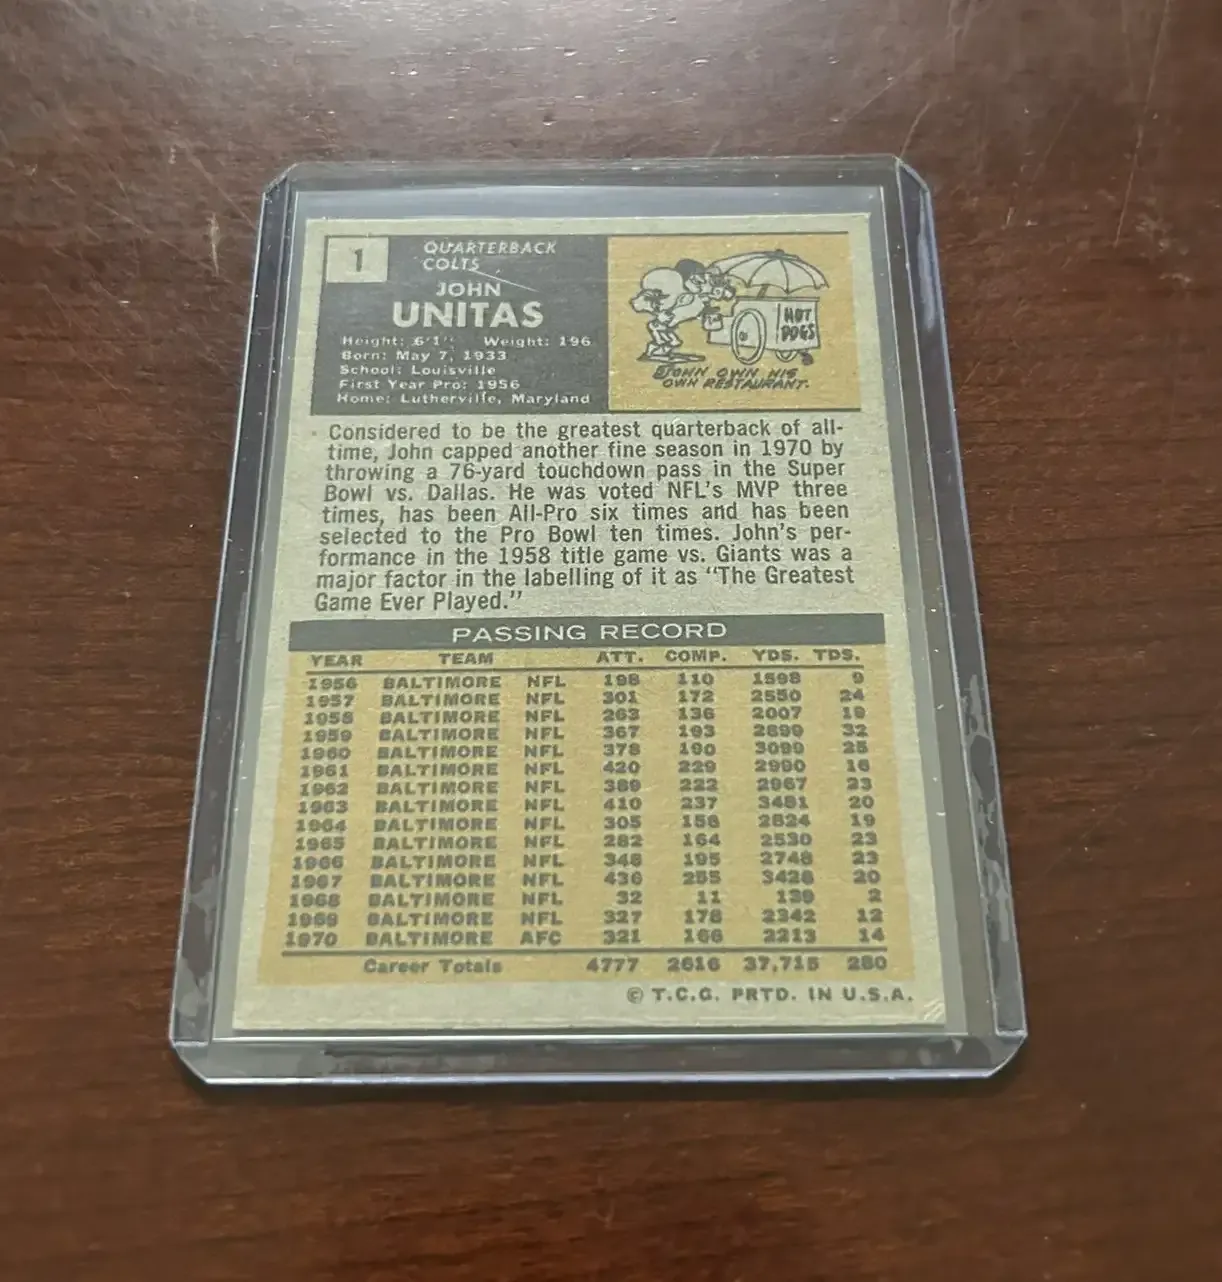 1
QUARTERBACK
COLTS
JOHN
UNITAS
Height: 6'1" Weight: 196
Born: May 7, 1933
School: Louisville
First Year Pro: 1956
Home: Lutherville, Maryland
HOT
DOGS
JOHN OWN HIS
OWN RESTAURANT.
Considered to be the greatest quarterback of all-
time, John capped another fine season in 1970 by
throwing a 76-yard touchdown pass in the Super
Bowl vs. Dallas. He was voted NFL's MVP three
times, has been All-Pro six times and has been
selected to the Pro Bowl ten times. John's per-
formance in the 1958 title game vs. Giants was a
major factor in the labelling of it as "The Greatest
Game Ever Played."
PASSING RECORD
YEAR TEAM ATT. COMP. YDS. TDS.
1956 BALTIMORE NFL 198 110 1598 9
1957 BALTIMORE NFL 301 172 2550 24
1958 BALTIMORE NFL 263 136 2007 19
1959 BALTIMORE NFL 367 193 2899 32
1960 BALTIMORE NFL 378 190 3099 25
1961 BALTIMORE NFL 420 229 2990 16
1962 BALTIMORE NFL 389 222 2967 23
1963 BALTIMORE NFL 410 237 3481 20
1964 BALTIMORE NFL 305 158 2824 19
1965 BALTIMORE NFL 282 164 2530 23
1966 BALTIMORE NFL 348 195 2748 23
1967 BALTIMORE NFL 436 255 3428 20
1968 BALTIMORE NFL 32 11 139 2
1969 BALTIMORE NFL 327 178 2342 12
1970 BALTIMORE AFC 321 166 2213 14
Career Totals 4777 2616 37,715 280
© T.C.G. PRTD. IN U.S.A.